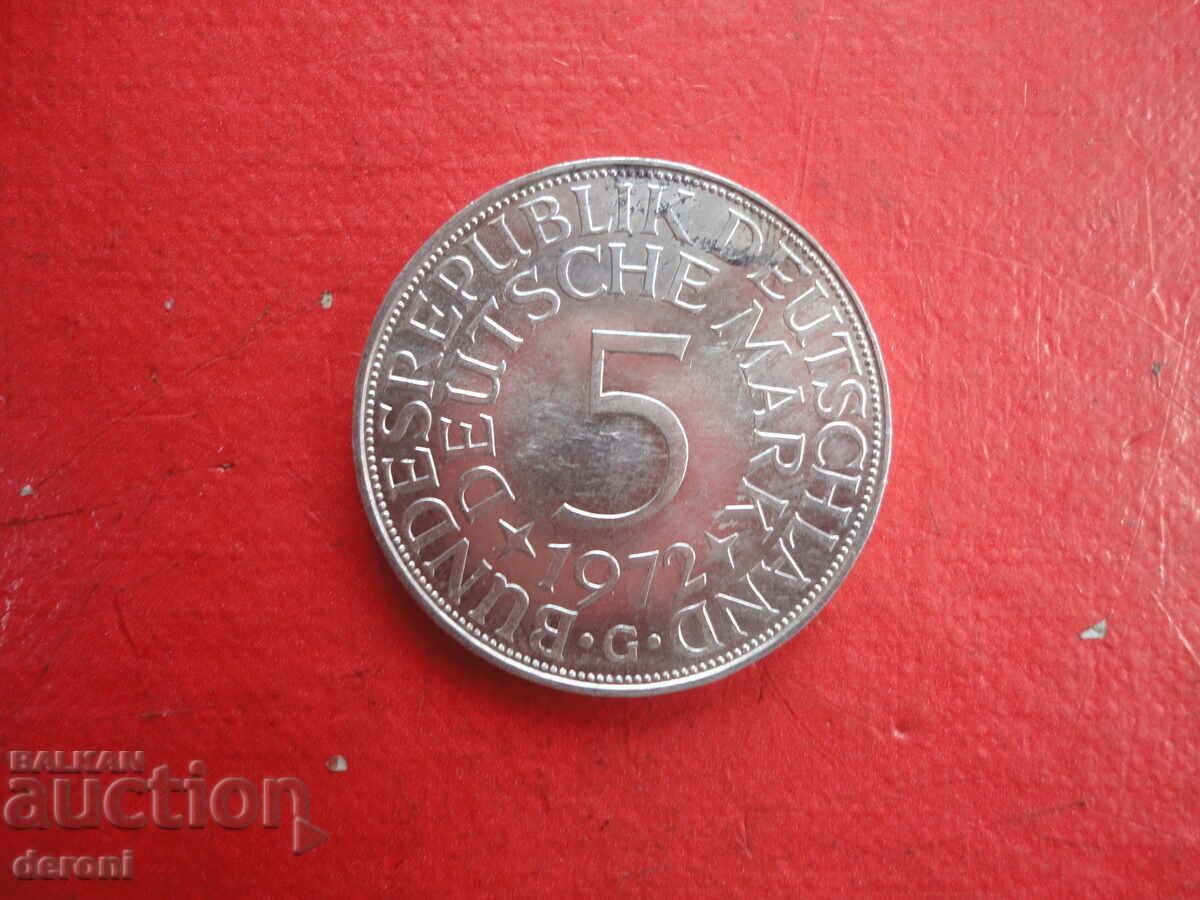 BUNDESREPUBLIK DEUTSCHLAND
DEUTSCHE MARK
5
1972
·G·
BALKAN
auction
deroni